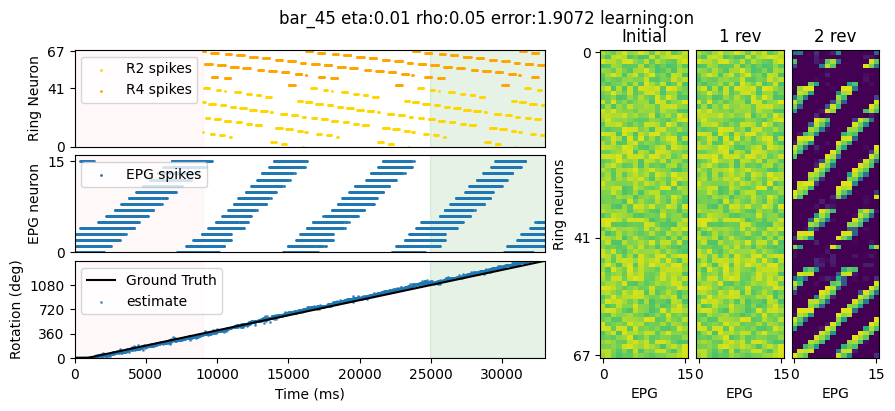 bar_45 eta:0.01 rho:0.05 error:1.9072 learning:on
Ring Neuron
67
41
0
R2 spikes
R4 spikes
EPG neuron
15
0
EPG spikes
Rotation (deg)
1080
720
360
0
Ground Truth
estimate
0 5000 10000 15000 20000 25000 30000
Time (ms)
Initial 1 rev 2 rev
Ring neurons
0
41
67
0 15 0 15 0 15
EPG EPG EPG